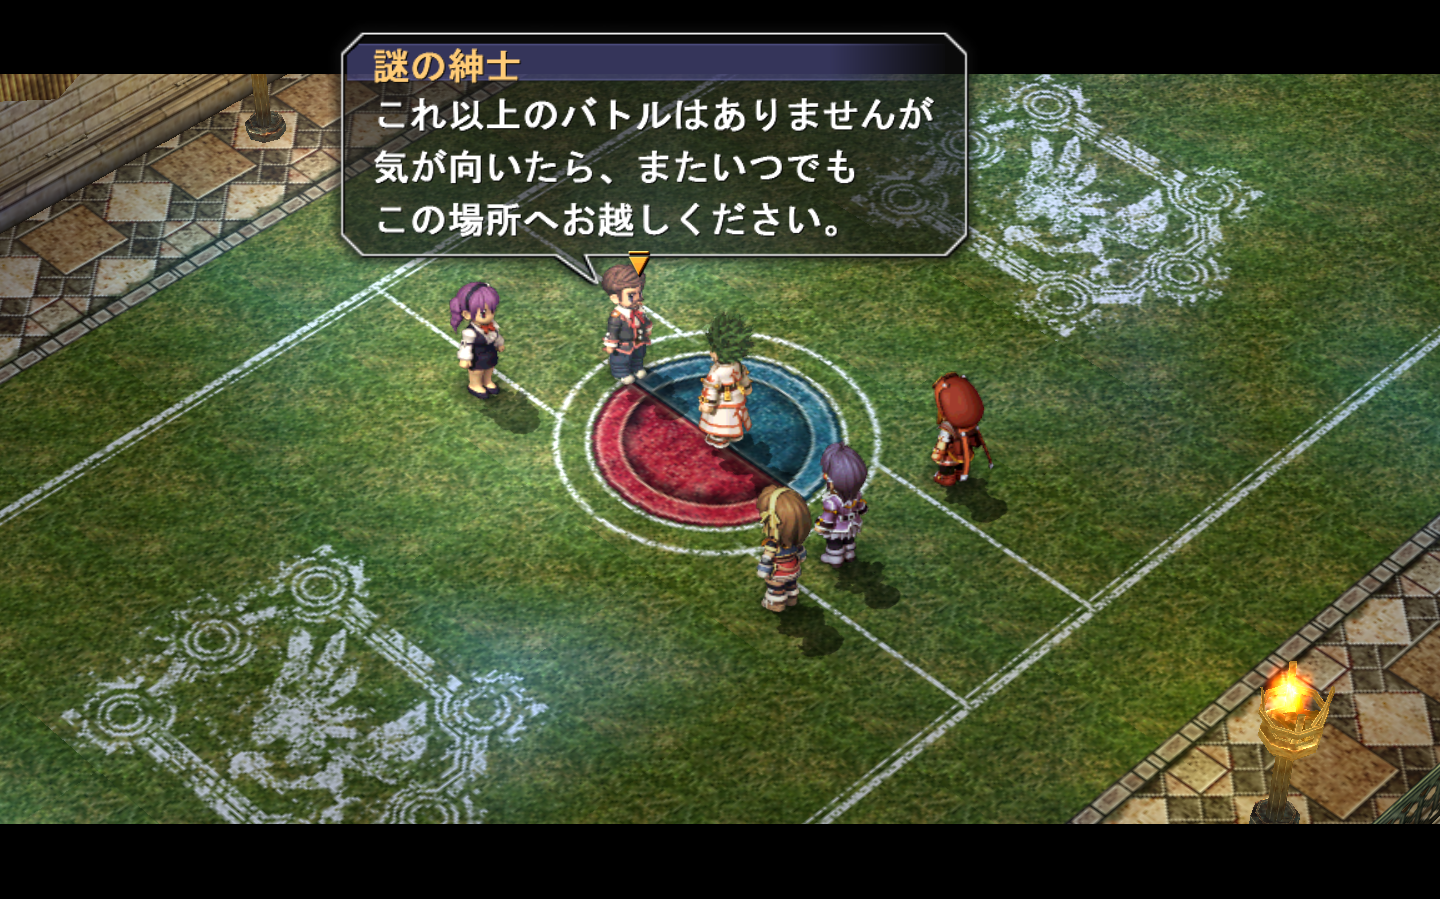 謎の紳士
これ以上のバトルはありませんが
気が向いたら、またいつでも
この場所へお越しください。